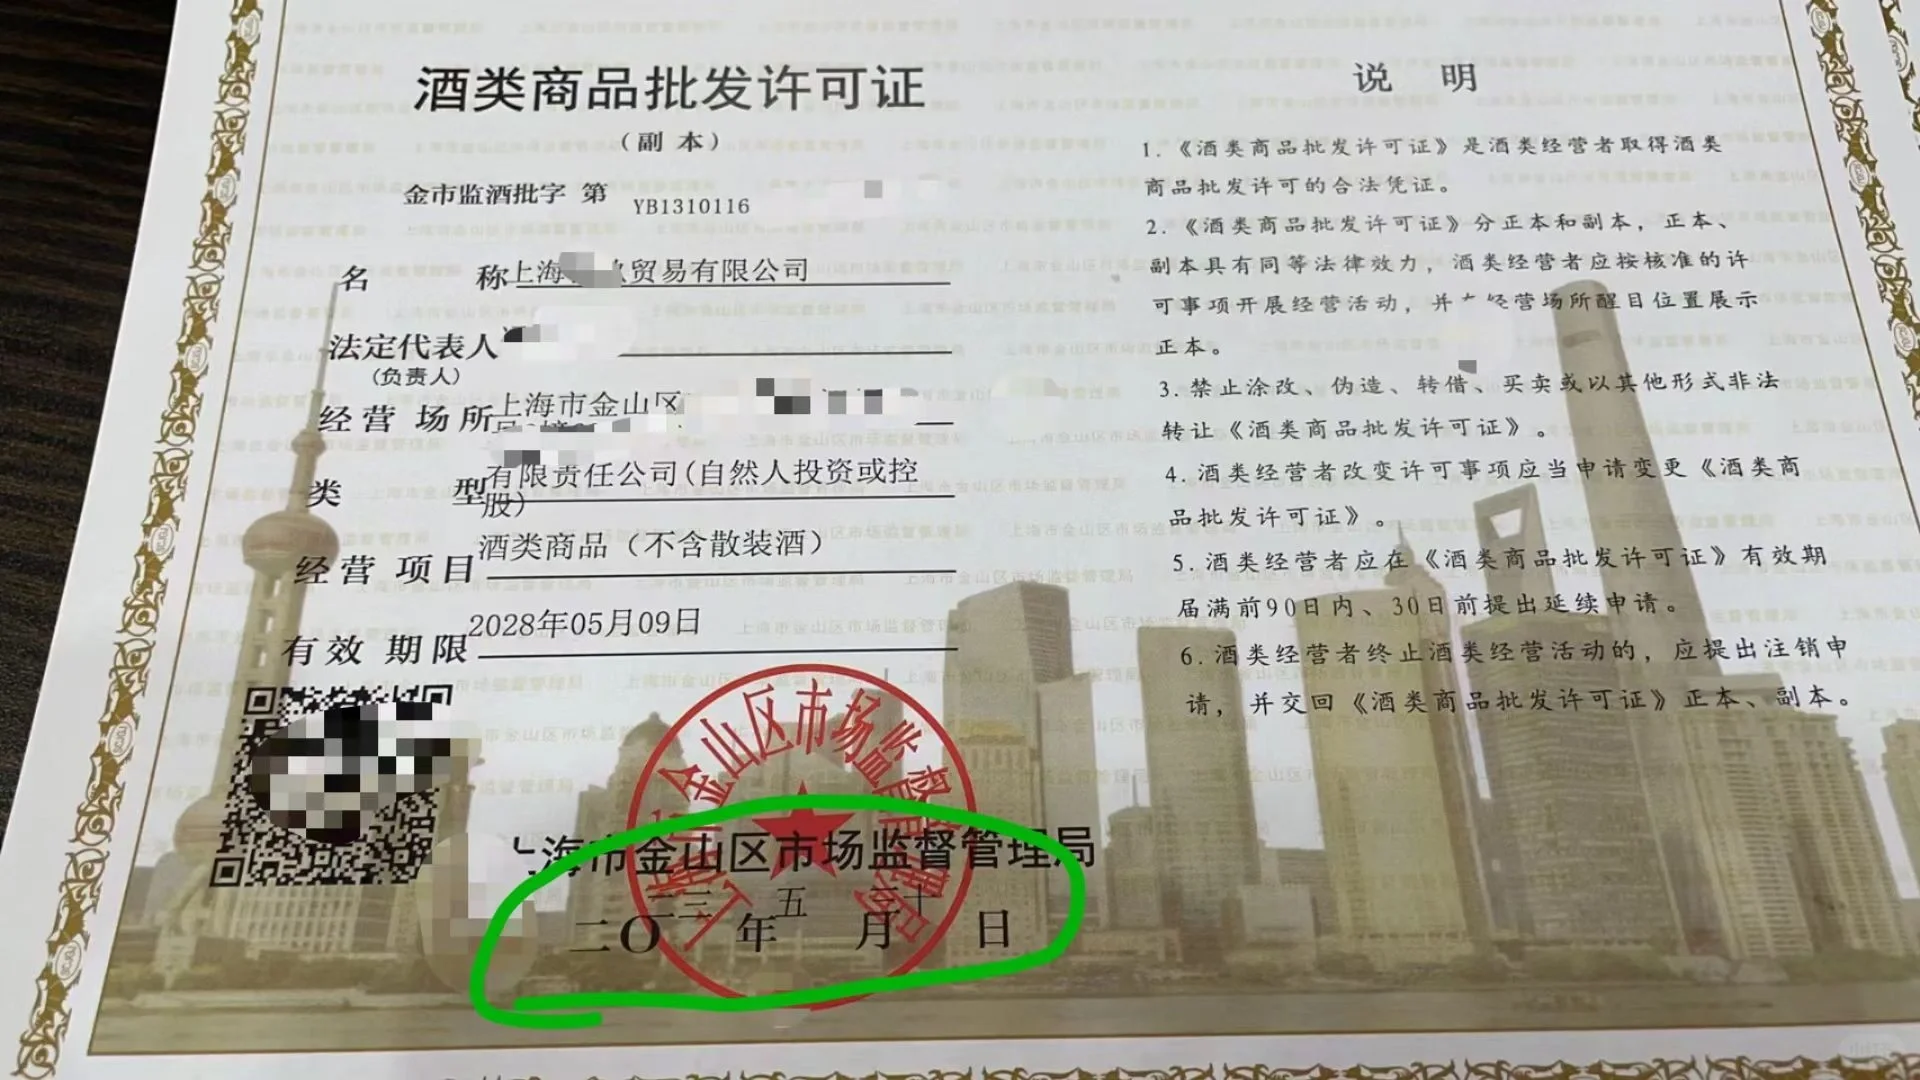 酒类商品批发许可证
（副 本）
金市监酒批字 第 YB1310116
名 称 上海 贸易有限公司
法定代表人
(负责人)
经营场所 上海市金山区
类 型 有限责任公司(自然人投资或控
股)
经营项目 酒类商品（不含散装酒）
有效期限 2028年05月09日
上海市金山区市场监督管理局
上海市金山区市场监督管理局
二〇二三年五月 日
说 明
1.《酒类商品批发许可证》是酒类经营者取得酒类
商品批发许可的合法凭证。
2.《酒类商品批发许可证》分正本和副本，正本、
副本具有同等法律效力，酒类经营者应按核准的许
可事项开展经营活动，并 经营场所醒目位置展示
正本。
3.禁止涂改、伪造、转借、买卖或以其他形式非法
转让《酒类商品批发许可证》。
4.酒类经营者改变许可事项应当申请变更《酒类商
品批发许可证》。
5.酒类经营者应在《酒类商品批发许可证》有效期
届满前90日内、30日前提出延续申请。
6.酒类经营者终止酒类经营活动的，应提出注销申
请，并交回《酒类商品批发许可证》正本、副本。